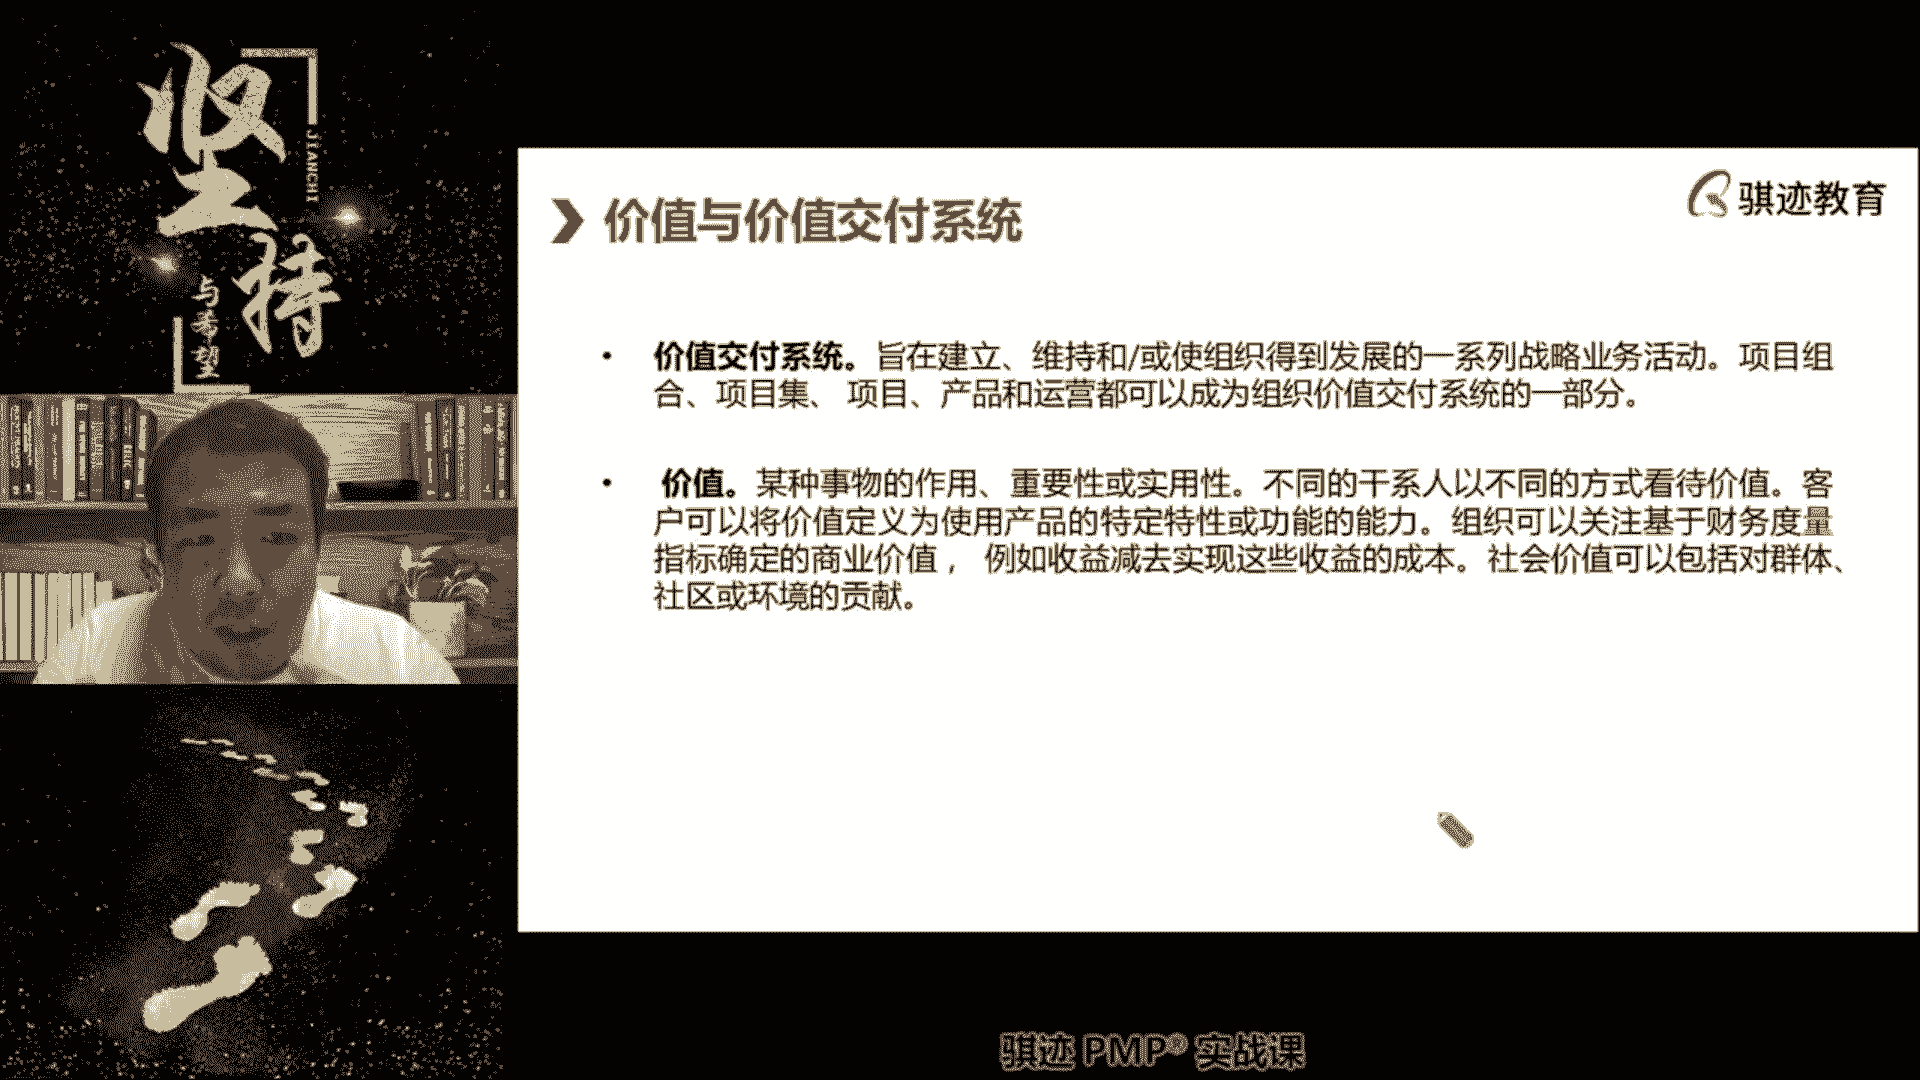 坚持
JIANCHI
与希望
骐迹教育
价值与价值交付系统
• 价值交付系统。旨在建立、维持和/或使组织得到发展的一系列战略业务活动。项目组
合、项目集、 项目、产品和运营都可以成为组织价值交付系统的一部分。
• 价值。某种事物的作用、重要性或实用性。不同的干系人以不同的方式看待价值。客
户可以将价值定义为使用产品的特定特性或功能的能力。组织可以关注基于财务度量
指标确定的商业价值， 例如收益减去实现这些收益的成本。社会价值可以包括对群体、
社区或环境的贡献。
骐迹 PMP® 实战课